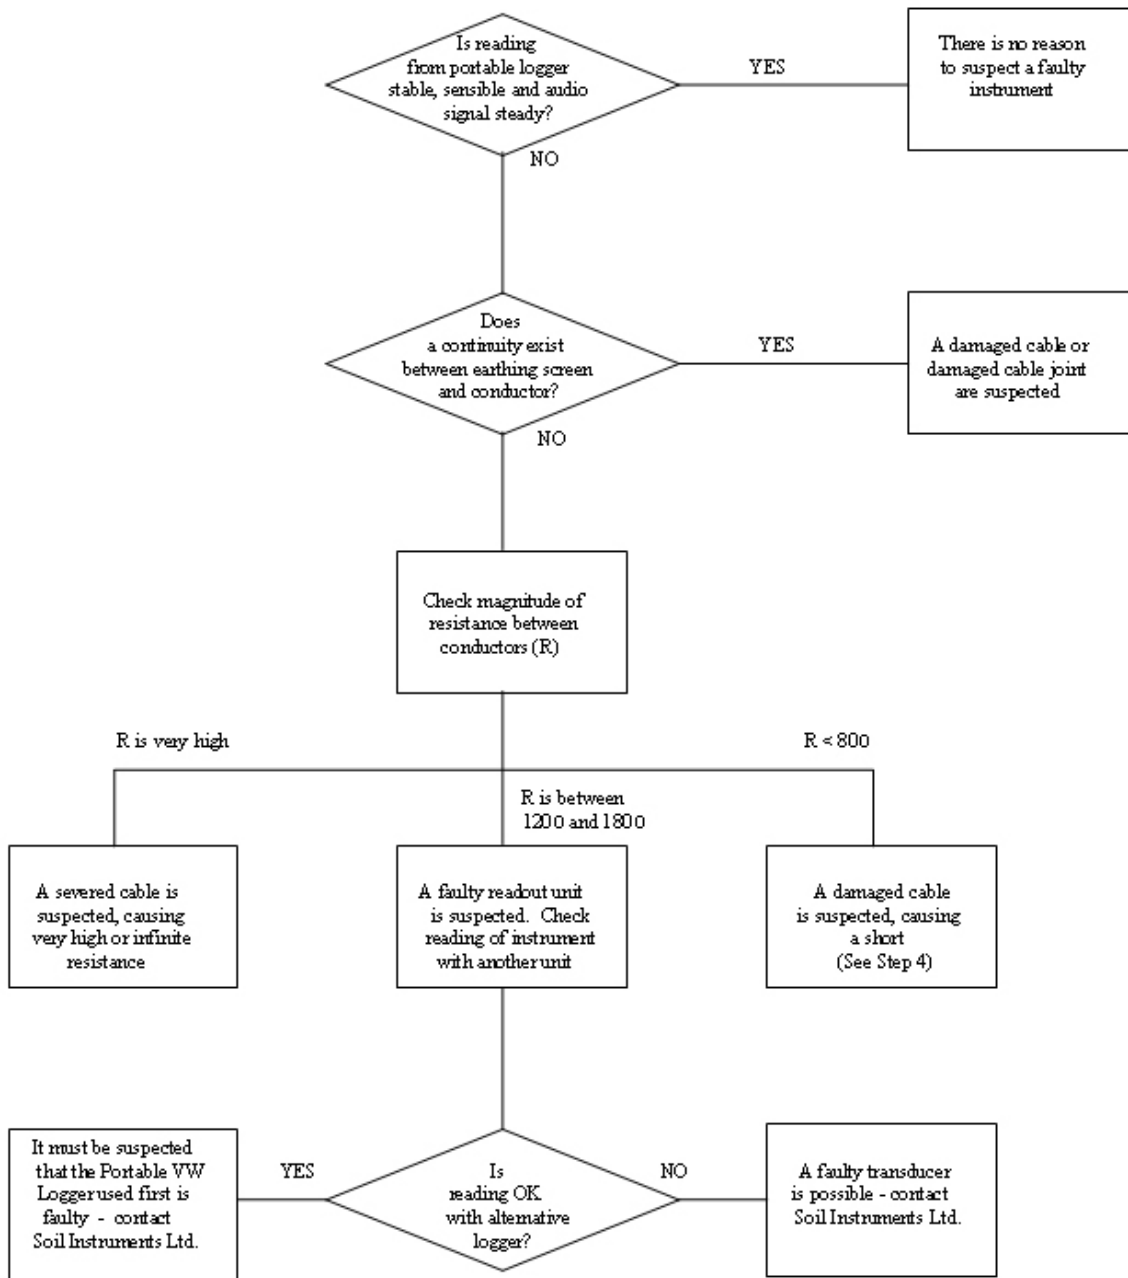 Is reading
from portable logger
stable, sensible and audio
signal steady?
YES
There is no reason
to suspect a faulty
instrument
NO
Does
a continuity exist
between earthing screen
and conductor?
YES
A damaged cable or
damaged cable joint
are suspected
NO
Check magnitude of
resistance between
conductors (R)
R is very high
R < 800
R is between
1200 and 1800
A severed cable is
suspected, causing
very high or infinite
resistance
A faulty readout unit
is suspected. Check
reading of instrument
with another unit
A damaged cable
is suspected, causing
a short
(See Step 4)
It must be suspected
that the Portable VW
Logger used first is
faulty - contact
Soil Instruments Ltd.
YES
Is
reading OK
with alternative
logger?
NO
A faulty transducer
is possible - contact
Soil Instruments Ltd.